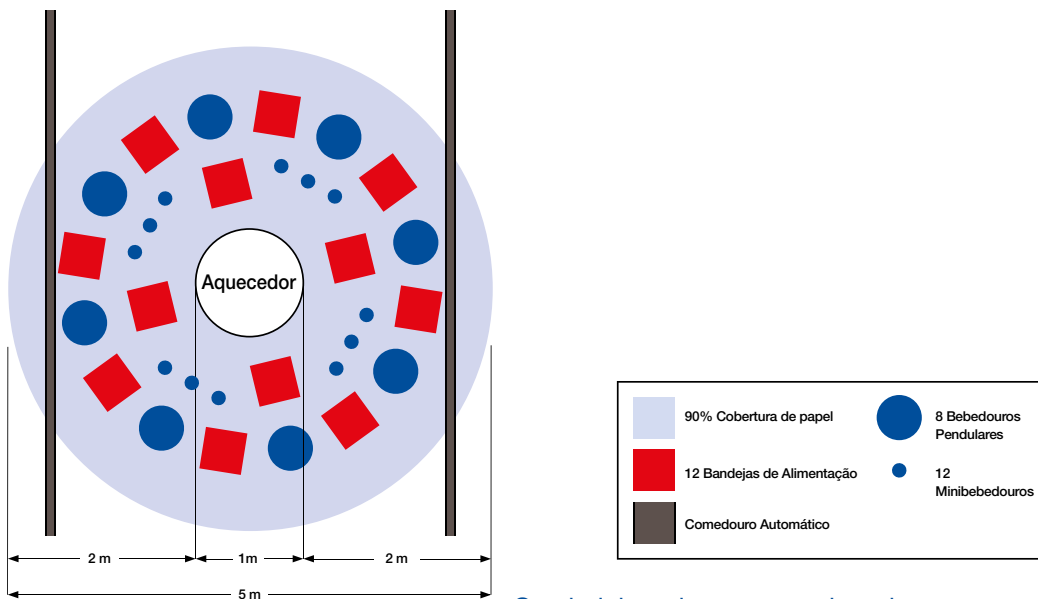 Aquecedor
90% Cobertura de papel
8 Bebedouros
Pendulares
12 Bandejas de Alimentação
12
Minibebedouros
Comedouro Automático
2 m
1m
2 m
5 m